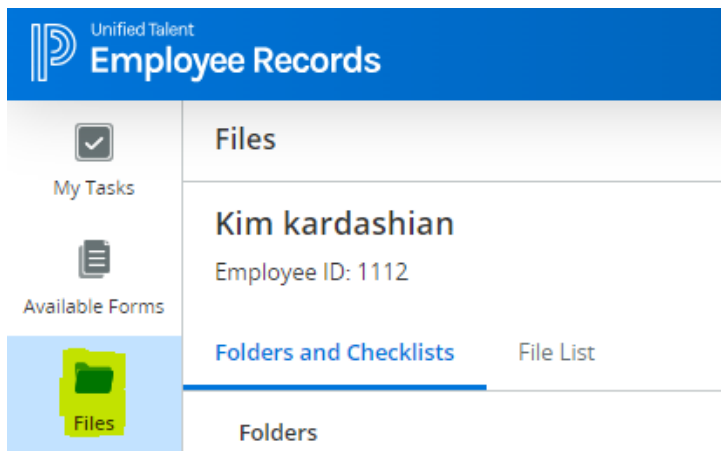 Unified Talent
Employee Records
My Tasks
Available Forms
Files
Files
Kim kardashian
Employee ID: 1112
Folders and Checklists
File List
Folders